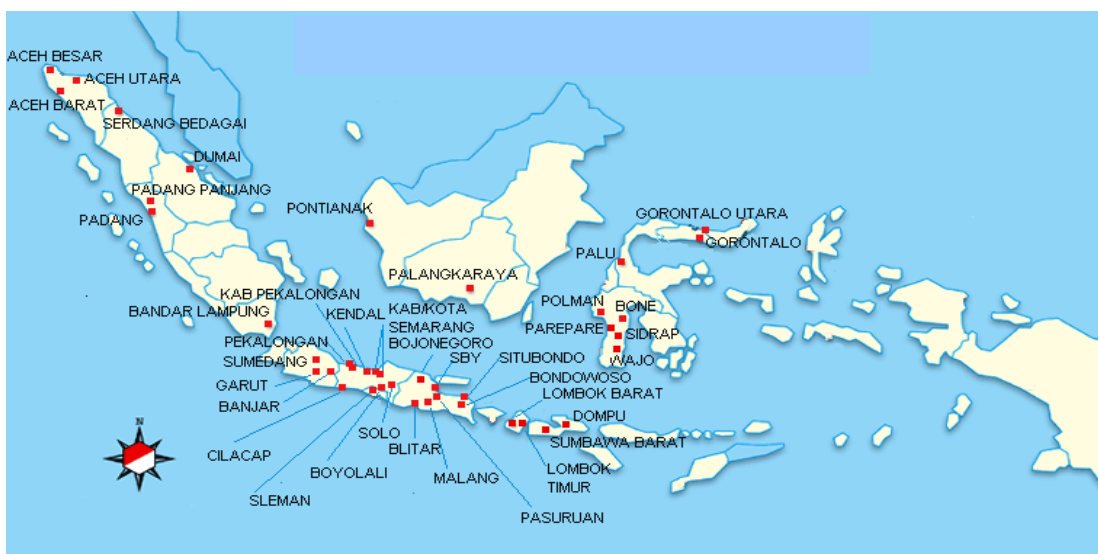 ACEH BESAR
ACEH UTARA
ACEH BARAT
SERDANG BEDAGAI
DUMAI
PADANG PANJANG
PADANG
PONTIANAK
GORONTALO UTARA
GORONTALO
PALU
PALANGKARAYA
KAB PEKALONGAN
BANDAR LAMPUNG
KENDAL
KAB/KOTA
SEMARANG
BOJONEGORO
POLMAN
BONE
PAREPARE
SIDRAP
WAJO
PEKALONGAN
SUMEDANG
SBY
SITUBONDO
GARUT
BONDOWOSO
BANJAR
LOMBOK BARAT
DOMPU
SOLO
SUMBAWA BARAT
BLITAR
CILACAP
BOYOLALI
MALANG
LOMBOK
TIMUR
SLEMAN
PASURUAN
N